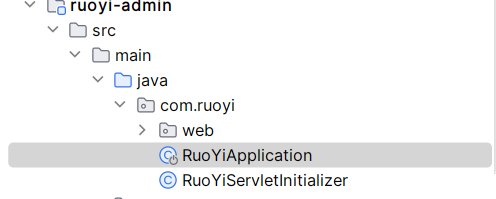 ruoyi-admin
src
main
java
com.ruoyi
web
RuoYiApplication
RuoYiServletInitializer